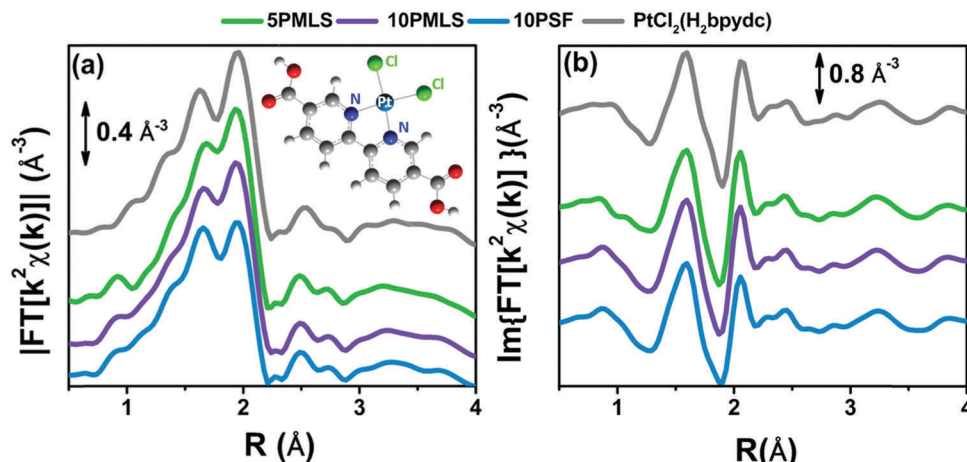 5PMLS 10PMLS 10PSF PtCl₂(H₂bpydc)
(a)
0.4 Å⁻³
|FT[k²χ(k)]| (Å⁻³)
Cl
Cl
N
Pt
N
1 2 3 4
R (Å)
(b)
0.8 Å⁻³
Im{FT[k²χ(k)] }(Å⁻³)
1 2 3 4
R(Å)